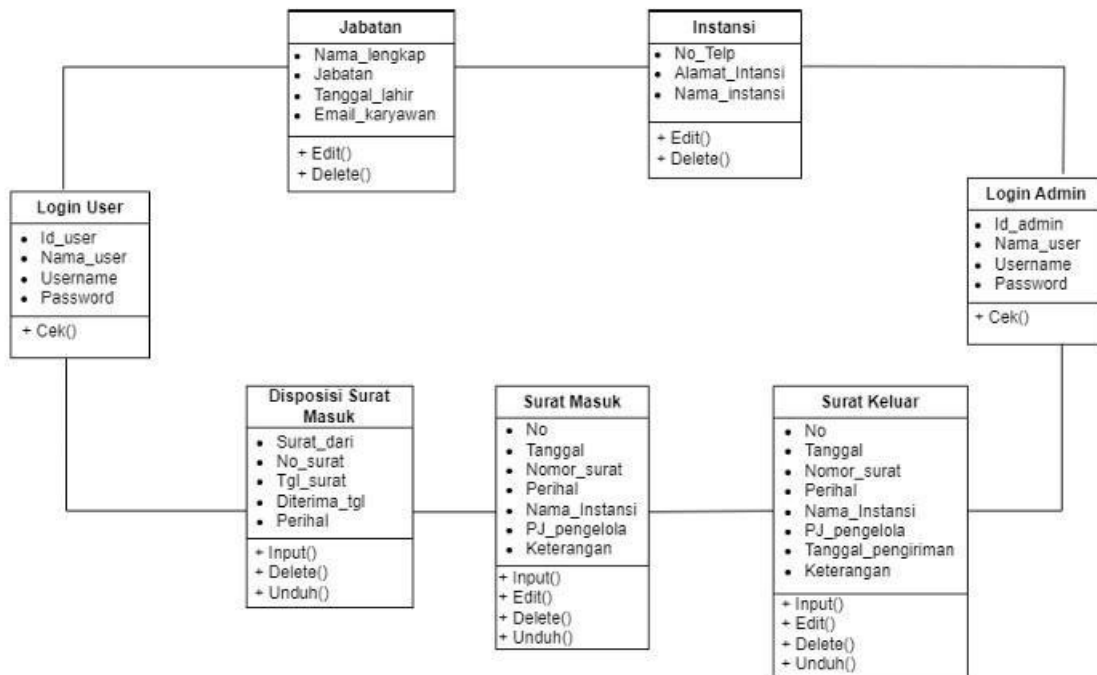 Jabatan
• Nama_lengkap
• Jabatan
• Tanggal_lahir
• Email_karyawan
+ Edit()
+ Delete()
Instansi
• No_Telp
• Alamat_Intansi
• Nama_instansi
+ Edit()
+ Delete()
Login User
• Id_user
• Nama_user
• Username
• Password
+ Cek()
Login Admin
• Id_admin
• Nama_user
• Username
• Password
+ Cek()
Disposisi Surat
Masuk
• Surat_dari
• No_surat
• Tgl_surat
• Diterima_tgl
• Perihal
+ Input()
+ Delete()
+ Unduh()
Surat Masuk
• No
• Tanggal
• Nomor_surat
• Perihal
• Nama_Instansi
• PJ_pengelola
• Keterangan
+ Input()
+ Edit()
+ Delete()
+ Unduh()
Surat Keluar
• No
• Tanggal
• Nomor_surat
• Perihal
• Nama_Instansi
• PJ_pengelola
• Tanggal_pengiriman
• Keterangan
+ Input()
+ Edit()
+ Delete()
+ Unduh()